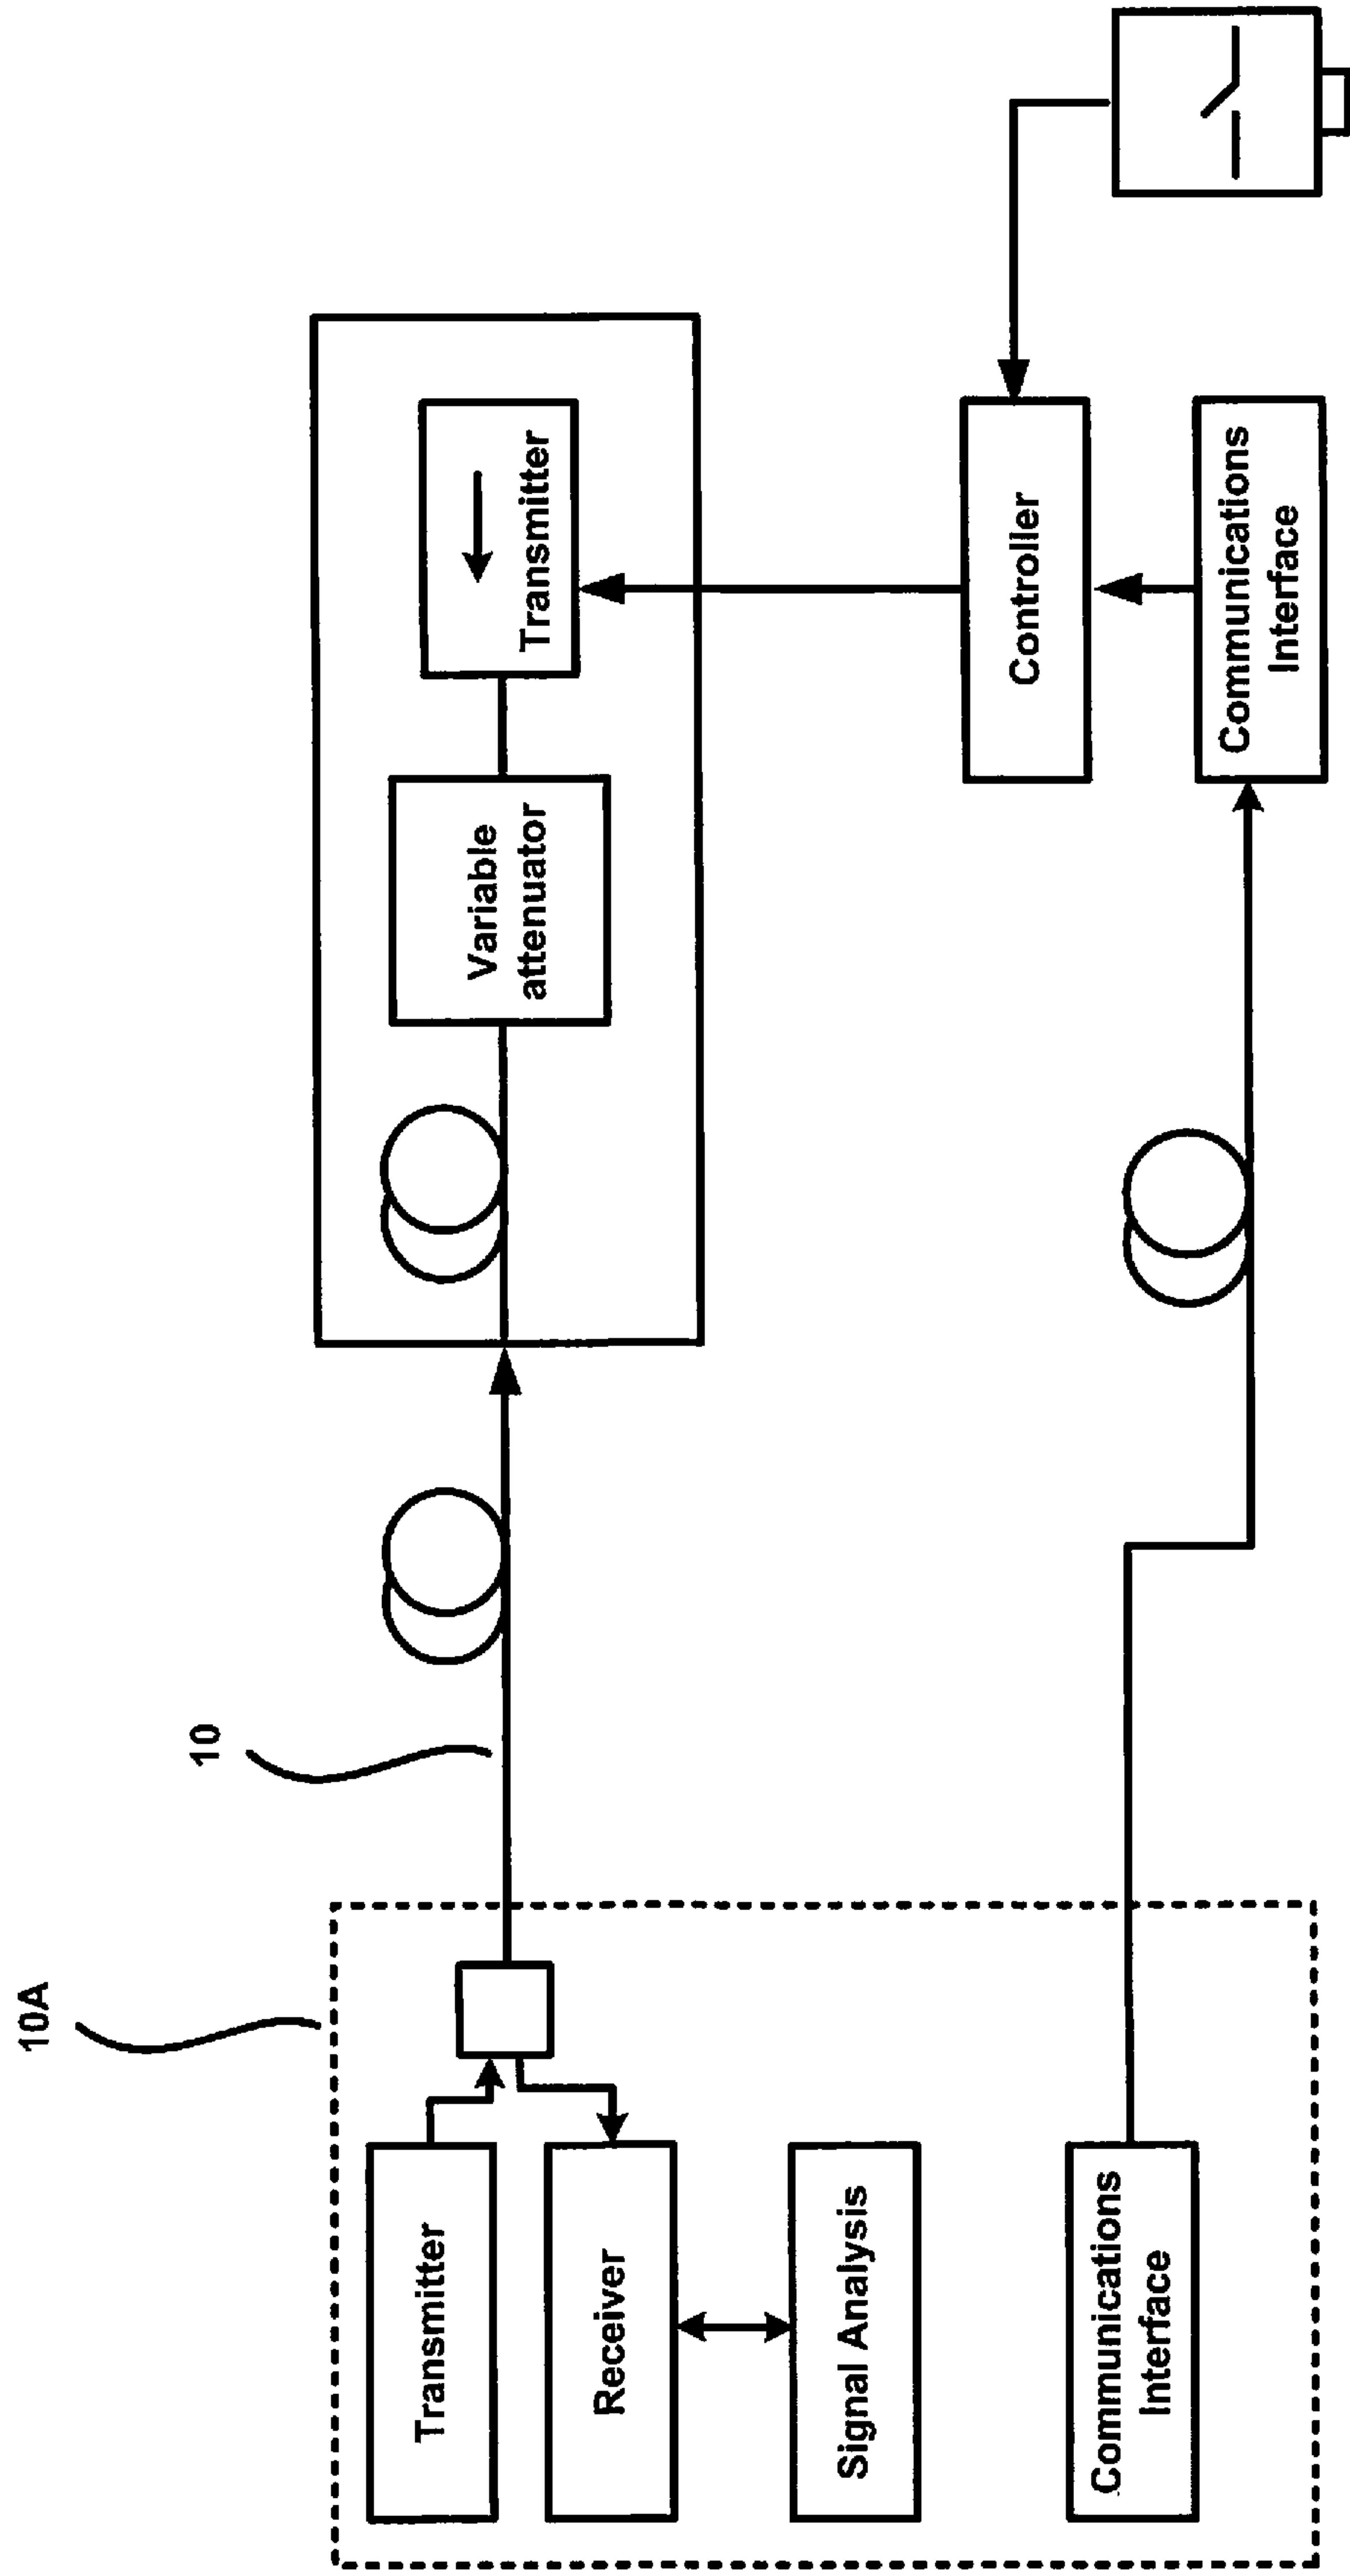 10A
10
Transmitter
Receiver
Signal Analysis
Communications
Interface
Variable
attenuator
Transmitter
Controller
Communications
Interface